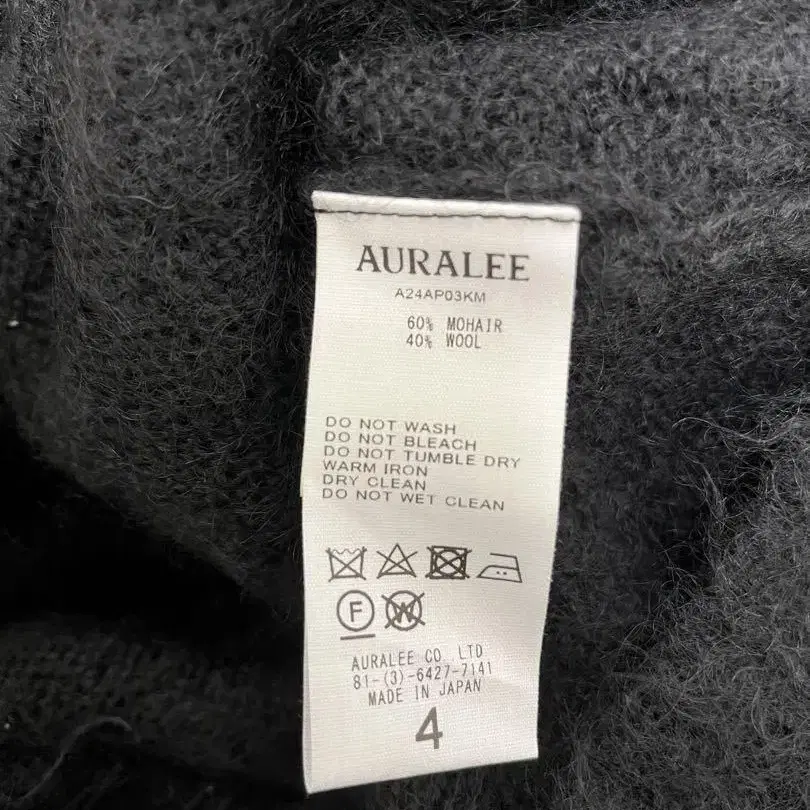 AURALEE
A24AP03KM
60% MOHAIR
40% WOOL
DO NOT WASH
DO NOT BLEACH
DO NOT TUMBLE DRY
WARM IRON
DRY CLEAN
DO NOT WET CLEAN
F W
AURALEE CO. LTD
81-(3)-6427-7141
MADE IN JAPAN
4